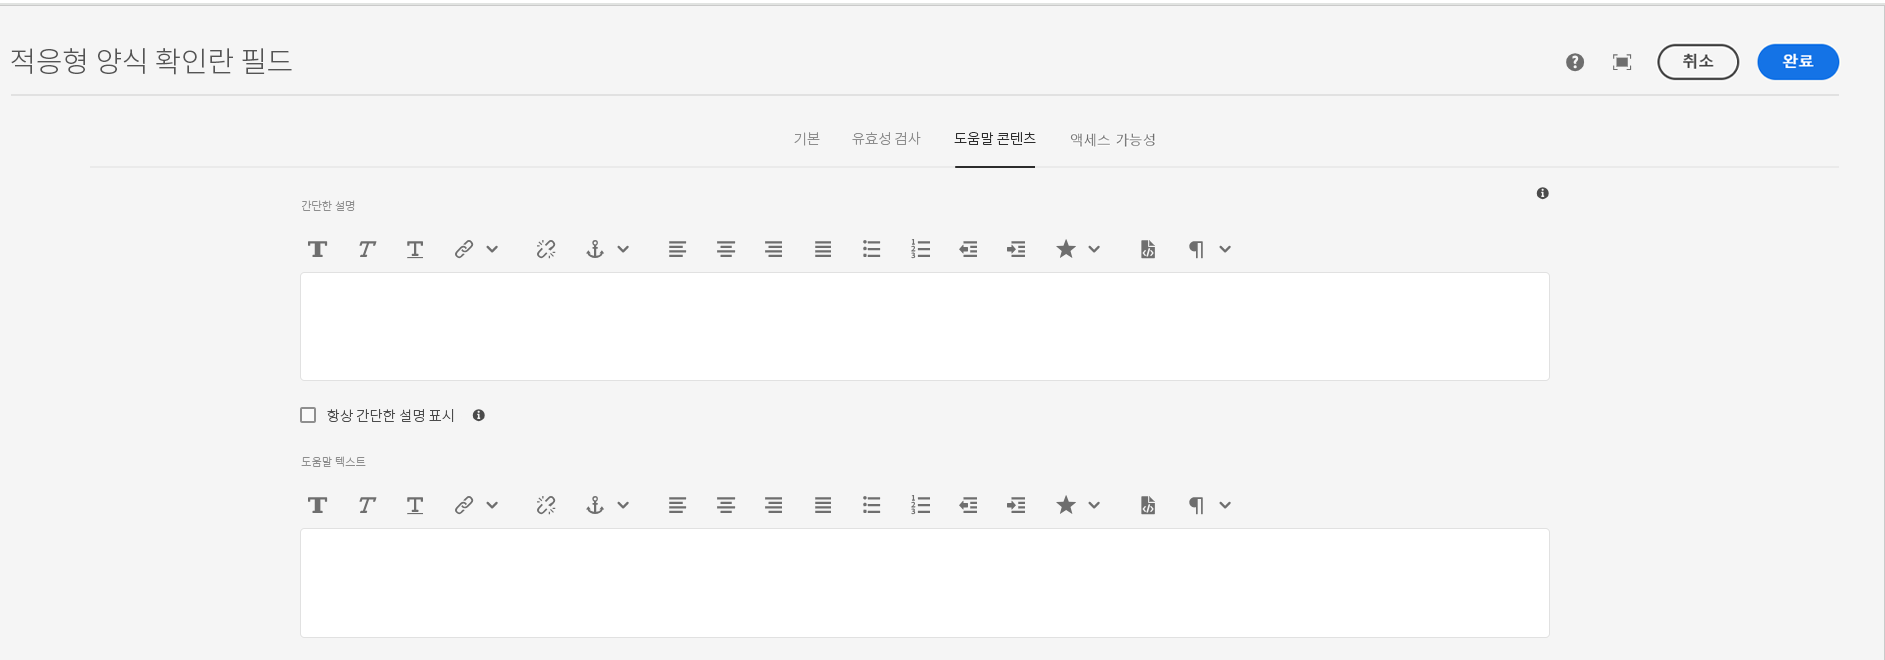 적응형 양식 확인란 필드
취소
완료
기본
유효성 검사
도움말 콘텐츠
액세스 가능성
간단한 설명
항상 간단한 설명 표시
도움말 텍스트